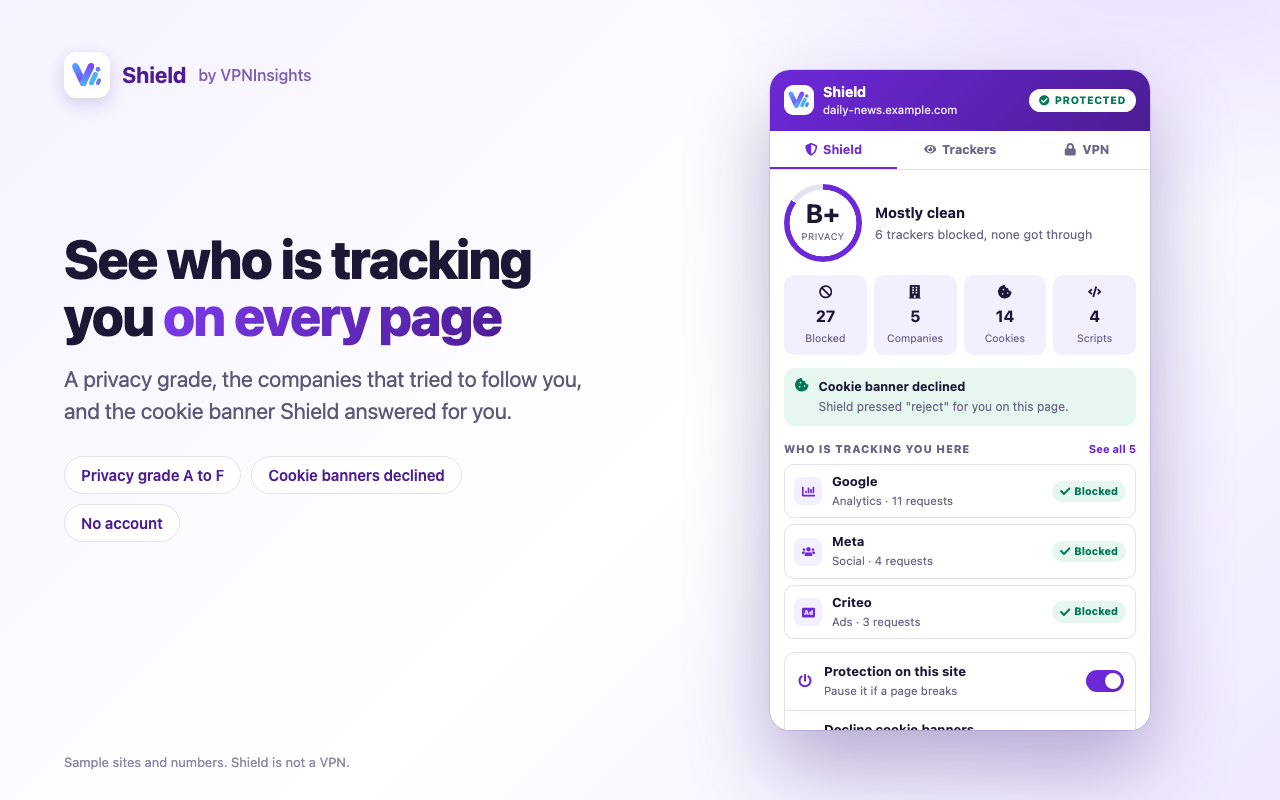 Shield by VPNInsights
See who is tracking
you on every page
A privacy grade, the companies that tried to follow you,
and the cookie banner Shield answered for you.
Privacy grade A to F
Cookie banners declined
No account
Sample sites and numbers. Shield is not a VPN.
Shield
daily-news.example.com
PROTECTED
Shield
Trackers
VPN
B+
PRIVACY
Mostly clean
6 trackers blocked, none got through
27
Blocked
5
Companies
14
Cookies
4
Scripts
Cookie banner declined
Shield pressed "reject" for you on this page.
WHO IS TRACKING YOU HERE
See all 5
Google
Analytics · 11 requests
Blocked
Meta
Social · 4 requests
Blocked
Criteo
Ads · 3 requests
Blocked
Protection on this site
Pause it if a page breaks
Decline cookie banners